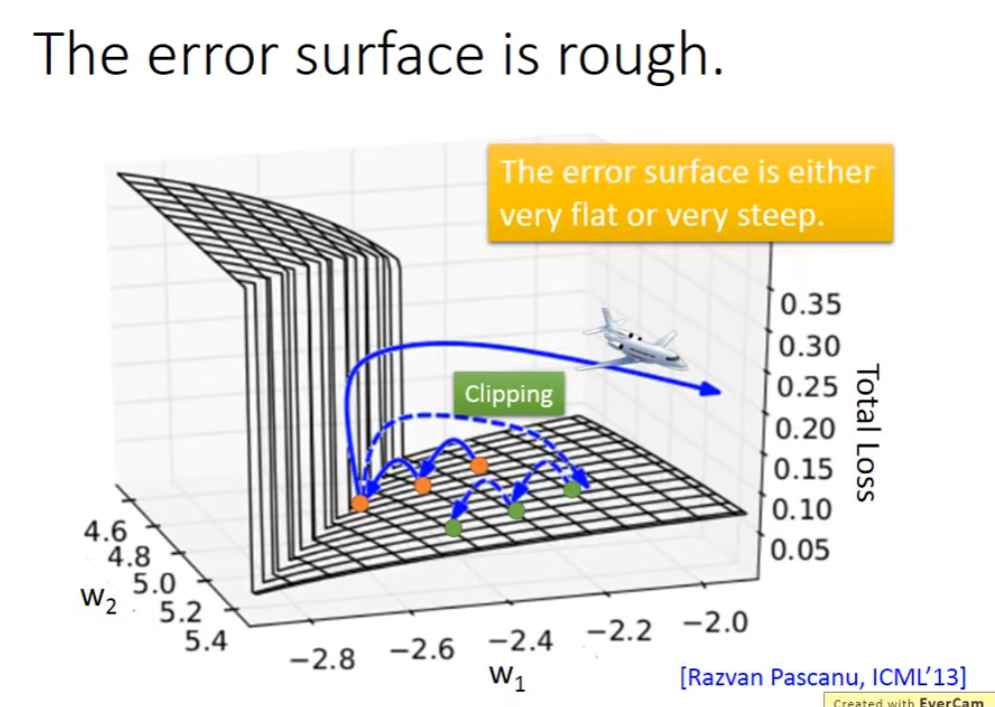 The error surface is rough.
The error surface is either
very flat or very steep.
Clipping
0.35
0.30
0.25
0.20
0.15
0.10
0.05
Total Loss
4.6
4.8
5.0
5.2
5.4
w2
−2.8
−2.6
−2.4
−2.2
−2.0
w1
[Razvan Pascanu, ICML’13]
Created with EverCam